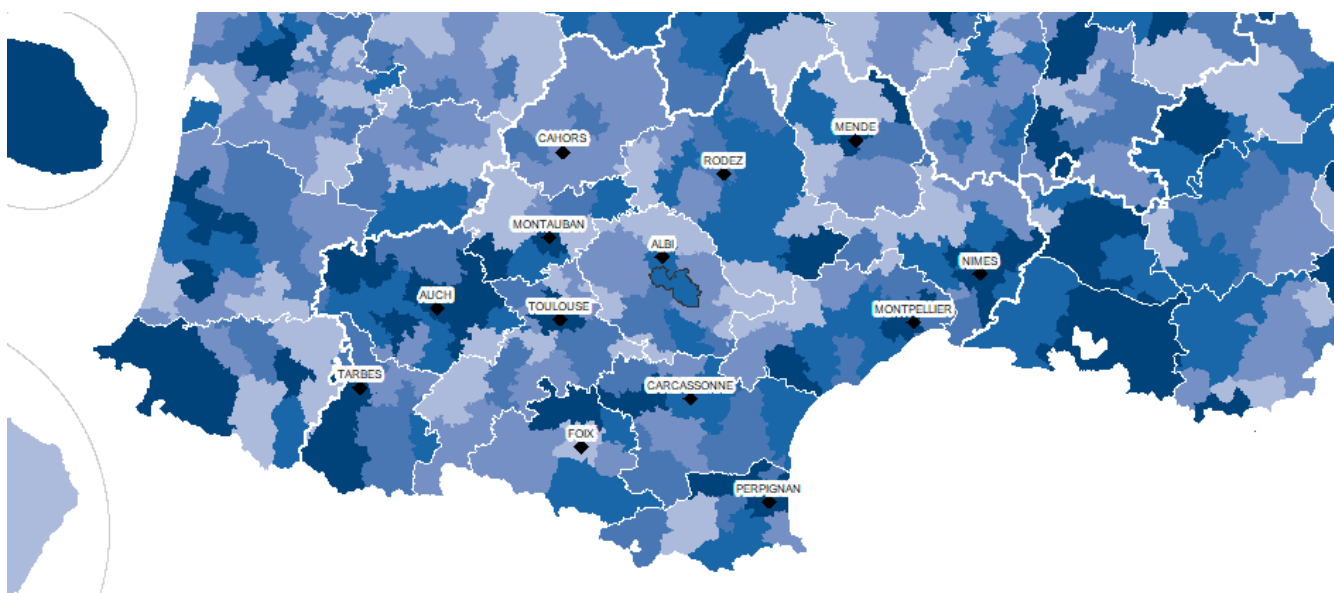 CAHORS
MENDE
RODEZ
MONTAUBAN
ALBI
NIMES
AUCH
TOULOUSE
MONTPELLIER
TARBES
CARCASSONNE
FOIX
PERPIGNAN